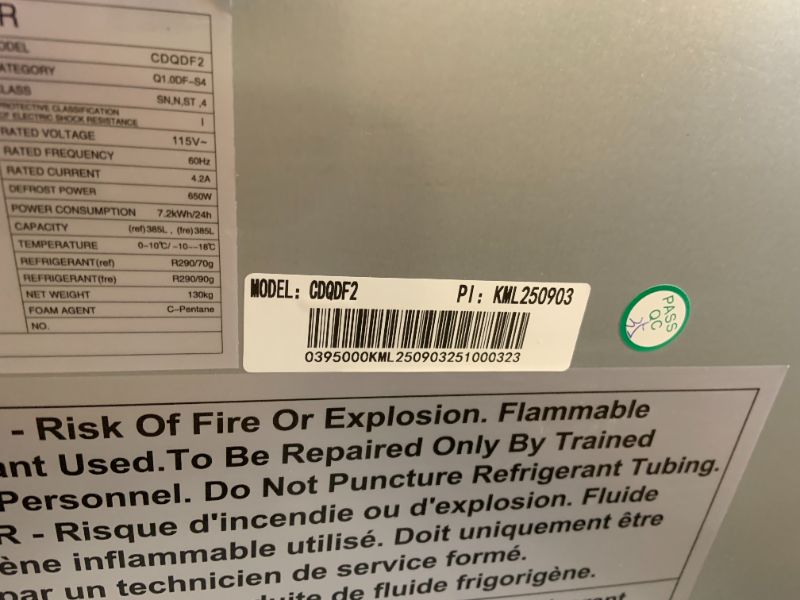 R
MODEL CDQDF2
CATEGORY Q1.0DF-S4
CLASS SN,N,ST ,4
PROTECTIVE CLASSIFICATION
OF ELECTRIC SHOCK RESISTANCE I
RATED VOLTAGE 115V~
RATED FREQUENCY 60Hz
RATED CURRENT 4.2A
DEFROST POWER 650W
POWER CONSUMPTION 7.2kWh/24h
CAPACITY (ref)385L , (fre)385L
TEMPERATURE 0~10℃/ -10~-18℃
REFRIGERANT(ref) R290/70g
REFRIGERANT(fre) R290/90g
NET WEIGHT 130kg
FOAM AGENT C-Pentane
NO.
MODEL: CDQDF2 PI: KML250903
0395000KML250903251000323
PASS
QC
- Risk Of Fire Or Explosion. Flammable
ant Used.To Be Repaired Only By Trained
Personnel. Do Not Puncture Refrigerant Tubing.
R - Risque d'incendie ou d'explosion. Fluide
ène inflammable utilisé. Doit uniquement être
par un technicien de service formé.
de fluide frigorigène.